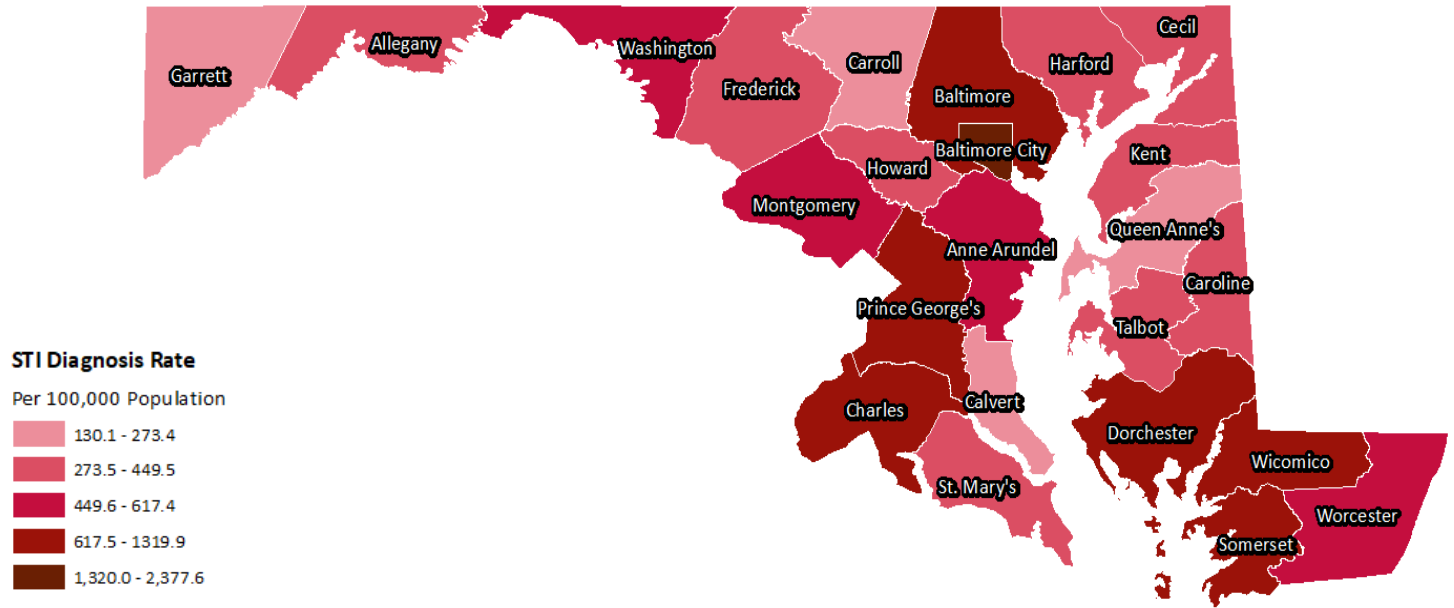 Cecil
Allegany
Washington
Carroll
Harford
Garrett
Frederick
Baltimore
Baltimore City
Kent
Howard
Montgomery
Queen Anne's
Anne Arundel
Caroline
Prince George's
Talbot
STI Diagnosis Rate
Per 100,000 Population
130.1 - 273.4
273.5 - 449.5
449.6 - 617.4
617.5 - 1319.9
1,320.0 - 2,377.6
Calvert
Charles
Dorchester
Wicomico
St. Mary's
Worcester
Somerset